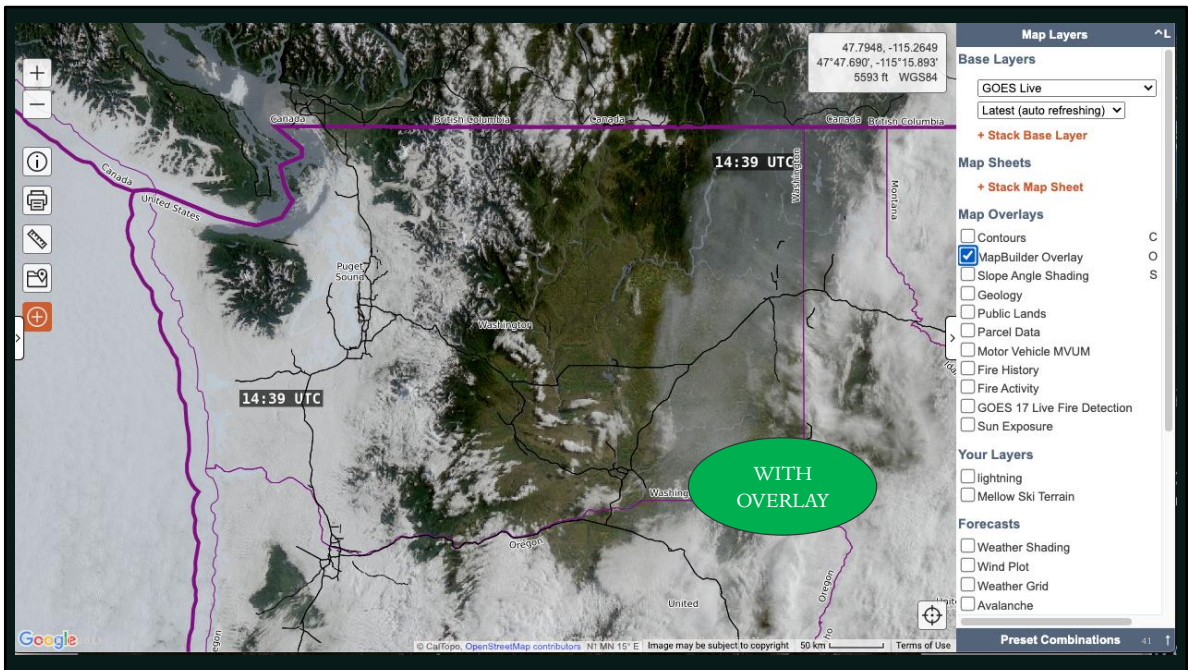 47.7948, -115.2649
47°47.690', -115°15.893'
5593 ft WGS84
Canada
British Columbia
Canada
Canada
British Columbia
14:39 UTC
Washington
Montana
Canada
United States
Puget
Sound
Washington
14:39 UTC
WITH
OVERLAY
Oregon
Oregon
United
Google
© CalTopo, OpenStreetMap contributors
MN 15° E
Image may be subject to copyright
50 km
Terms of Use
Map Layers
^L
Base Layers
GOES Live
Latest (auto refreshing)
+ Stack Base Layer
Map Sheets
+ Stack Map Sheet
Map Overlays
Contours C
MapBuilder Overlay O
Slope Angle Shading S
Geology
Public Lands
Parcel Data
Motor Vehicle MVUM
Fire History
Fire Activity
GOES 17 Live Fire Detection
Sun Exposure
Your Layers
lightning
Mellow Ski Terrain
Forecasts
Weather Shading
Wind Plot
Weather Grid
Avalanche
Preset Combinations 41